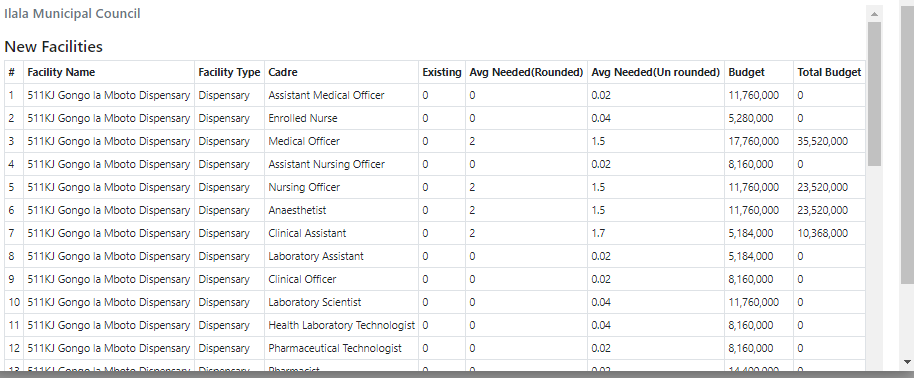 Ilala Municipal Council
New Facilities
# Facility Name Facility Type Cadre Existing Avg Needed(Rounded) Avg Needed(Un rounded) Budget Total Budget
1 511KJ Gongo la Mboto Dispensary Dispensary Assistant Medical Officer 0 0 0.02 11,760,000 0
2 511KJ Gongo la Mboto Dispensary Dispensary Enrolled Nurse 0 0 0.04 5,280,000 0
3 511KJ Gongo la Mboto Dispensary Dispensary Medical Officer 0 2 1.5 17,760,000 35,520,000
4 511KJ Gongo la Mboto Dispensary Dispensary Assistant Nursing Officer 0 0 0.02 8,160,000 0
5 511KJ Gongo la Mboto Dispensary Dispensary Nursing Officer 0 2 1.5 11,760,000 23,520,000
6 511KJ Gongo la Mboto Dispensary Dispensary Anaesthetist 0 2 1.5 11,760,000 23,520,000
7 511KJ Gongo la Mboto Dispensary Dispensary Clinical Assistant 0 2 1.7 5,184,000 10,368,000
8 511KJ Gongo la Mboto Dispensary Dispensary Laboratory Assistant 0 0 0.02 5,184,000 0
9 511KJ Gongo la Mboto Dispensary Dispensary Clinical Officer 0 0 0.02 8,160,000 0
10 511KJ Gongo la Mboto Dispensary Dispensary Laboratory Scientist 0 0 0.04 11,760,000 0
11 511KJ Gongo la Mboto Dispensary Dispensary Health Laboratory Technologist 0 0 0.04 8,160,000 0
12 511KJ Gongo la Mboto Dispensary Dispensary Pharmaceutical Technologist 0 0 0.02 8,160,000 0
13 511KJ Gongo la Mboto Dispensary Dispensary Pharmacist 0 0 0.02 14,400,000 0